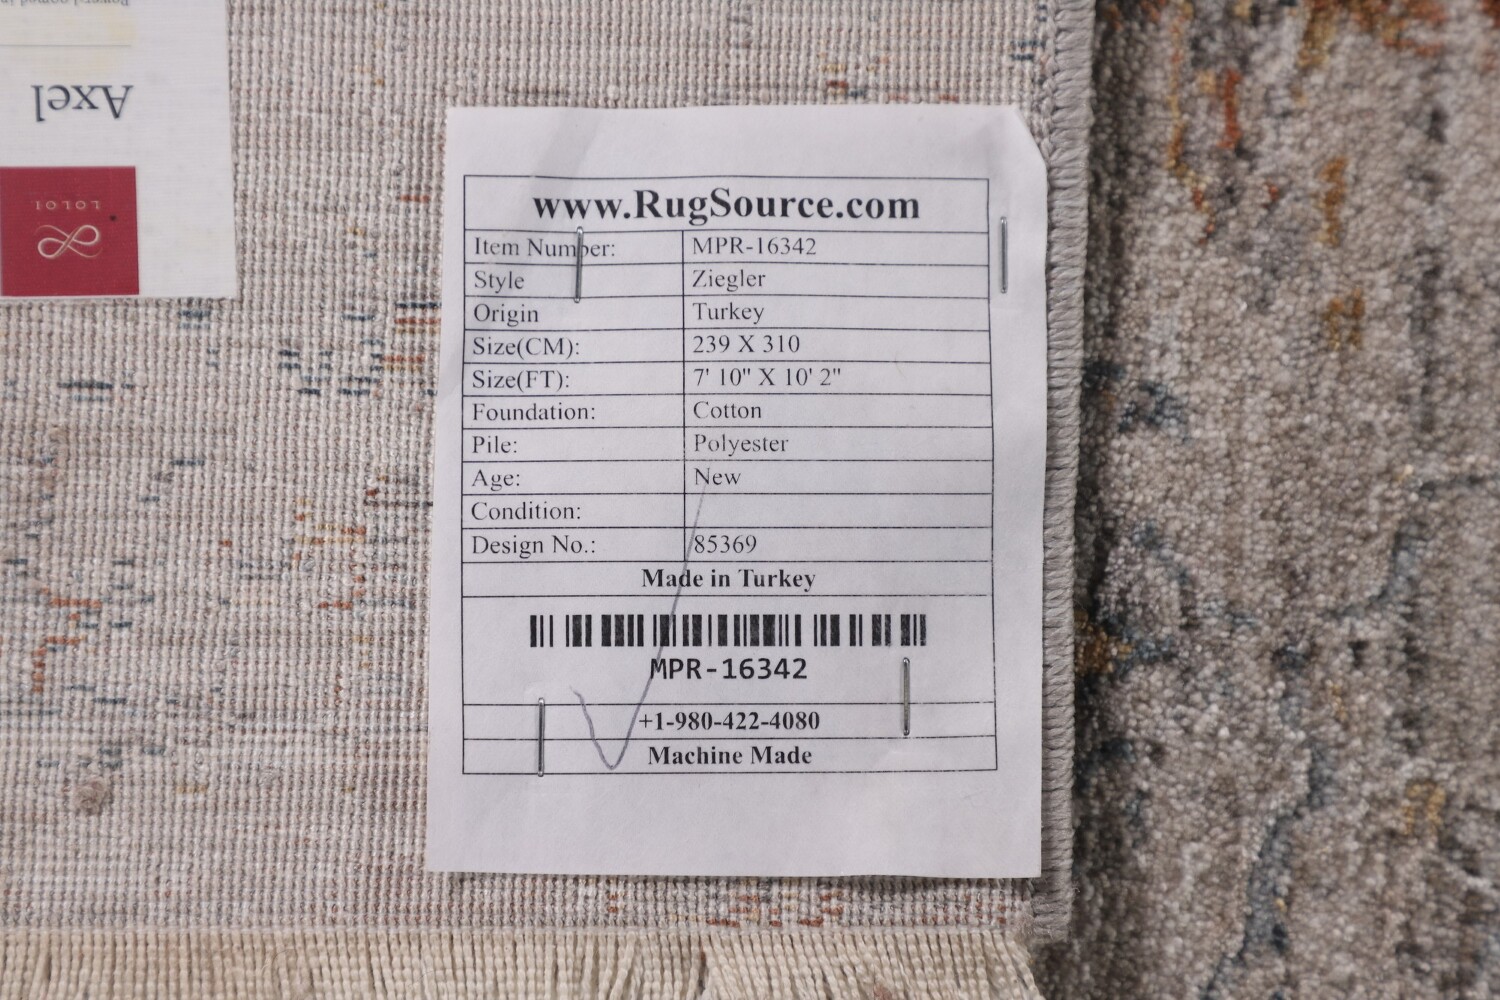 Axel
LOLOI
www.RugSource.com
Item Number: MPR-16342
Style Ziegler
Origin Turkey
Size(CM): 239 X 310
Size(FT): 7' 10" X 10' 2"
Foundation: Cotton
Pile: Polyester
Age: New
Condition:
Design No.: 85369
Made in Turkey
MPR-16342
+1-980-422-4080
Machine Made